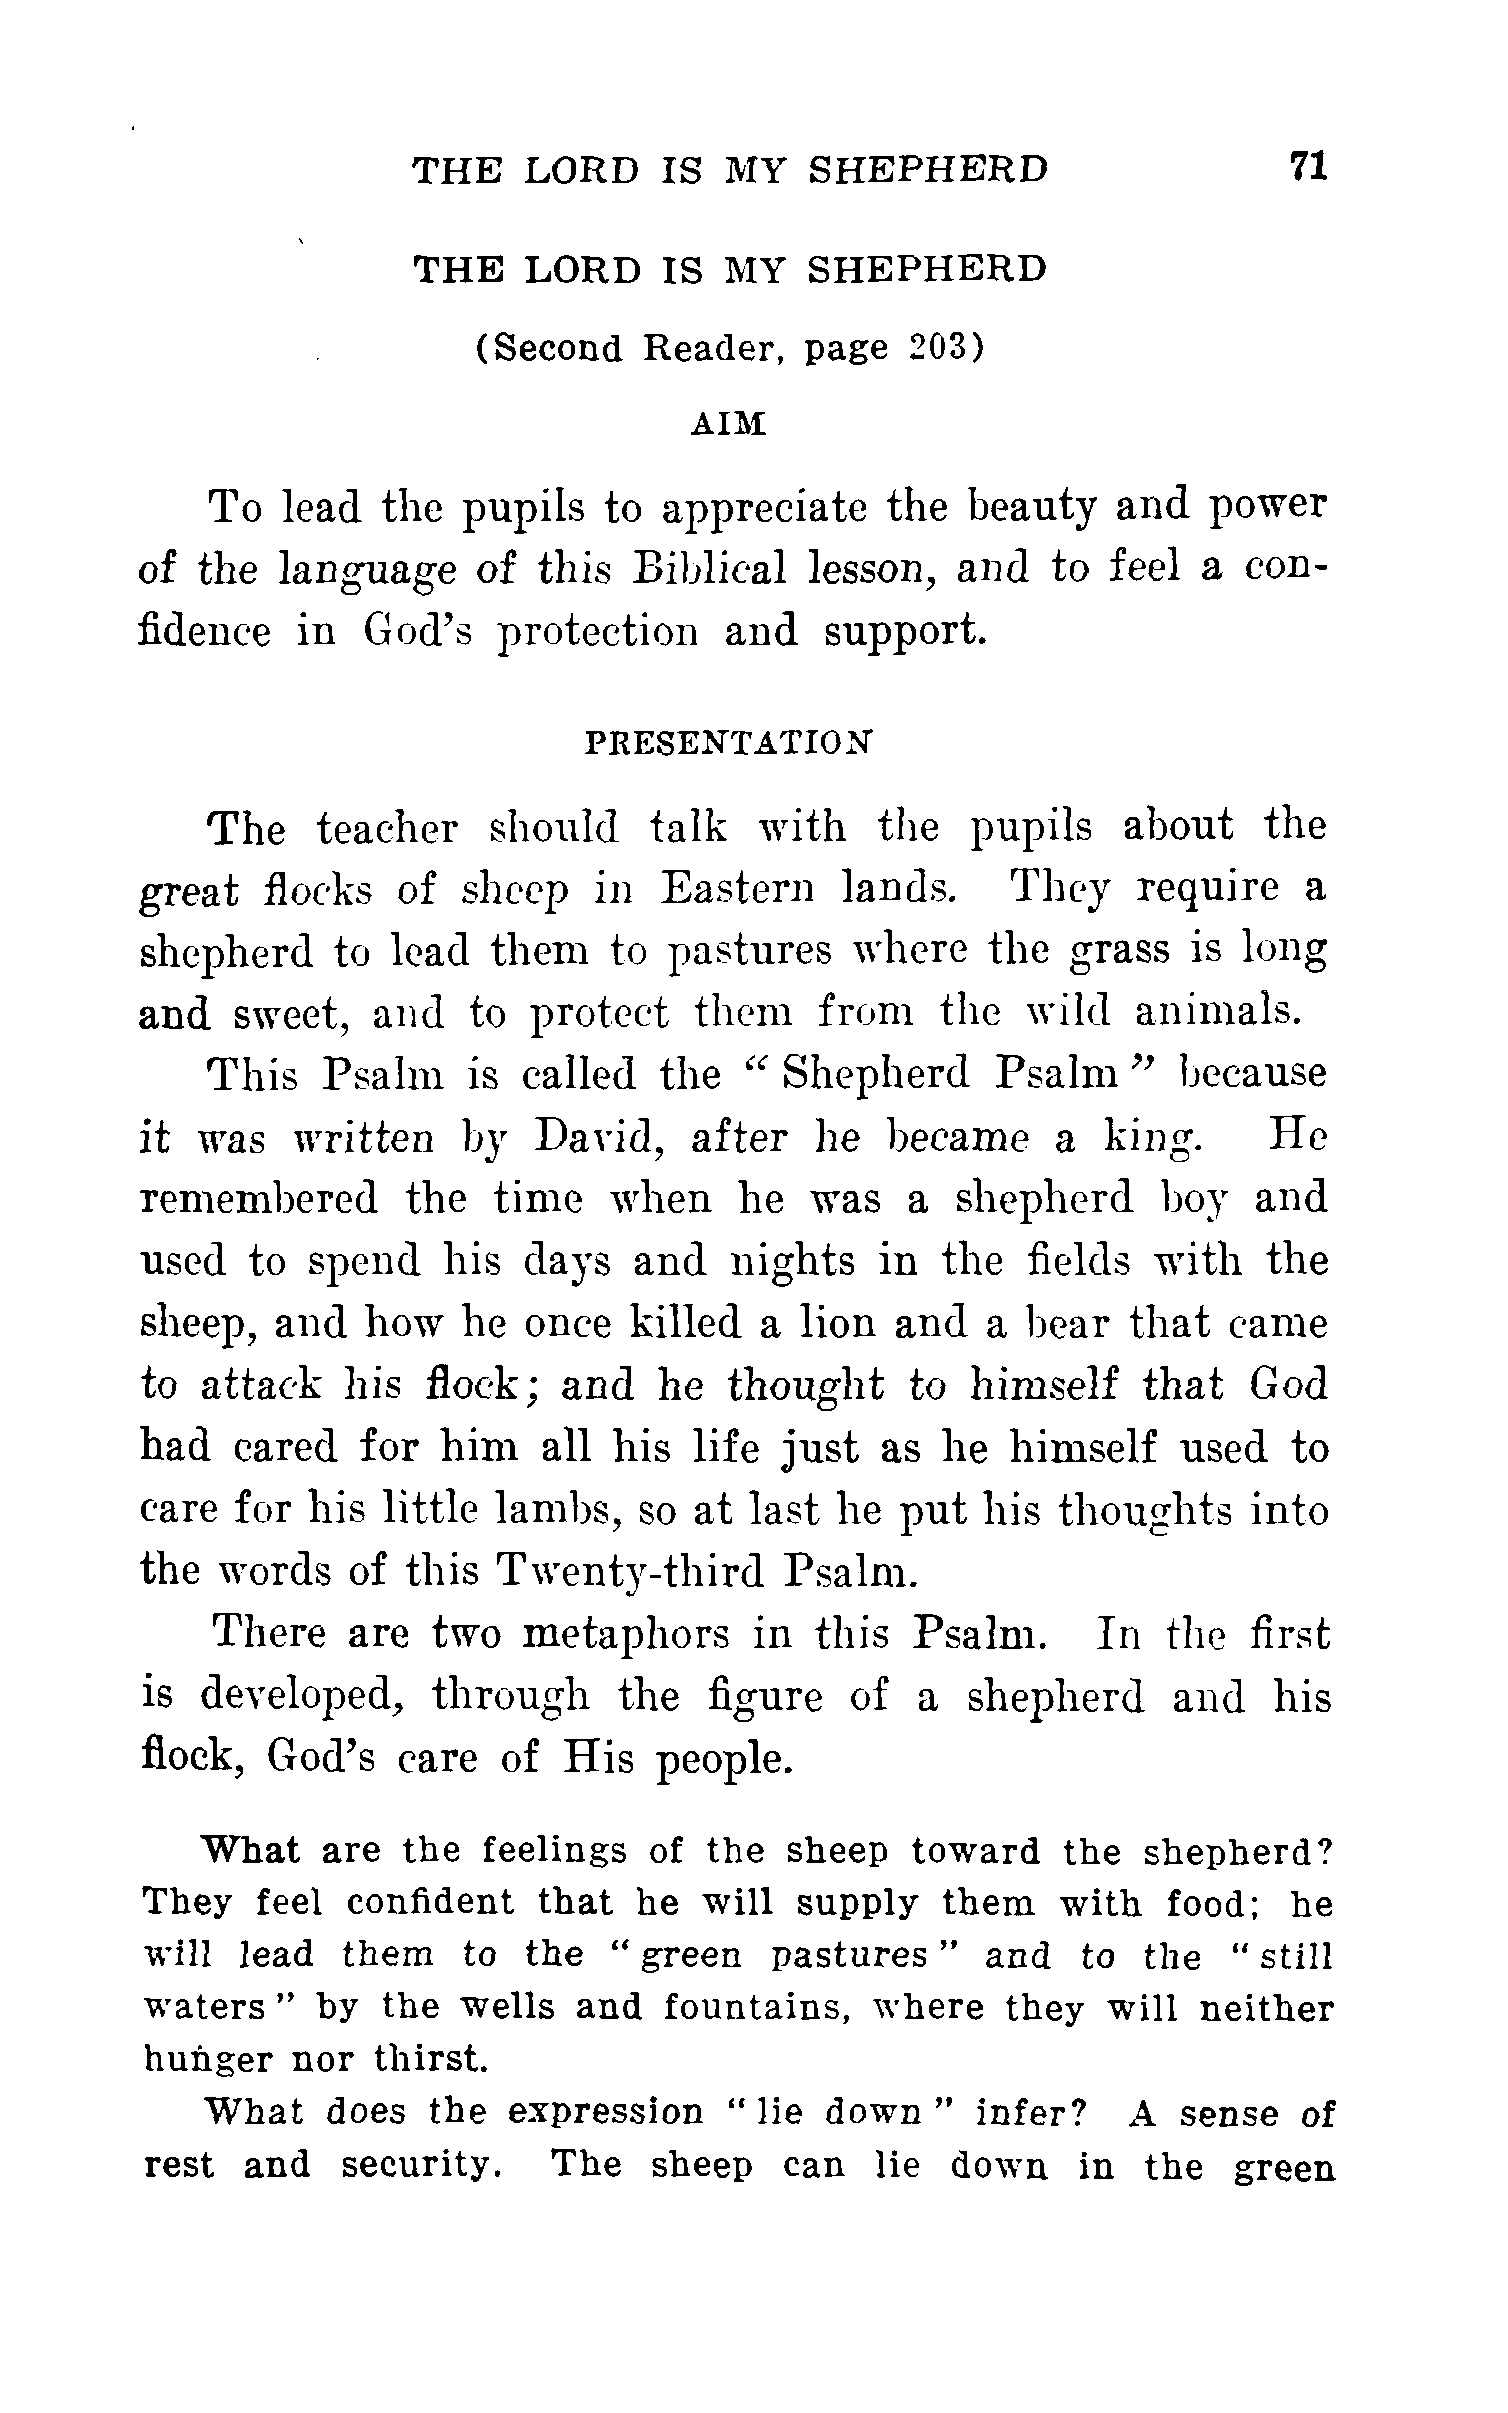 THE LORD IS MY SHEPHERD 71
THE LORD IS MY SHEPHERD
(Second Reader, page 203)
AIM
To lead the pupils to appreciate the beauty and power
of the language of this Biblical lesson, and to feel a con-
fidence in God's protection and support.
PRESENTATION
The teacher should talk with the pupils about the
great flocks of sheep in Eastern lands. They require a
shepherd to lead them to pastures where the grass is long
and sweet, and to protect them from the wild animals.
This Psalm is called the " Shepherd Psalm " because
it was written by David, after he became a king. He
remembered the time when he was a shepherd boy and
used to spend his days and nights in the fields with the
sheep, and how he once killed a lion and a bear that came
to attack his flock; and he thought to himself that God
had cared for him all his life just as he himself used to
care for his little lambs, so at last he put his thoughts into
the words of this Twenty-third Psalm.
There are two metaphors in this Psalm. In the first
is developed, through the figure of a shepherd and his
flock, God's care of His people.
What are the feelings of the sheep toward the shepherd?
They feel confident that he will supply them with food; he
will lead them to the " green pastures " and to the " still
waters " by the wells and fountains, where they will neither
hunger nor thirst.
What does the expression " lie down " infer? A sense of
rest and security. The sheep can lie down in the green